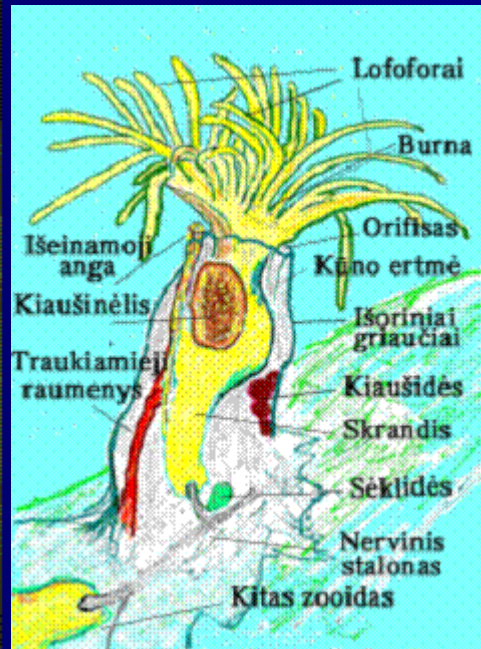 Lofoforai
Burna
Orifisas
Išeinamoji
anga
Kūno ertmė
Kiaušinėlis
Išoriniai
griaučiai
Traukiamieji
raumenys
Kiaušidės
Skrandis
Sėklidės
Nervinis
stalonas
Kitas zooidas